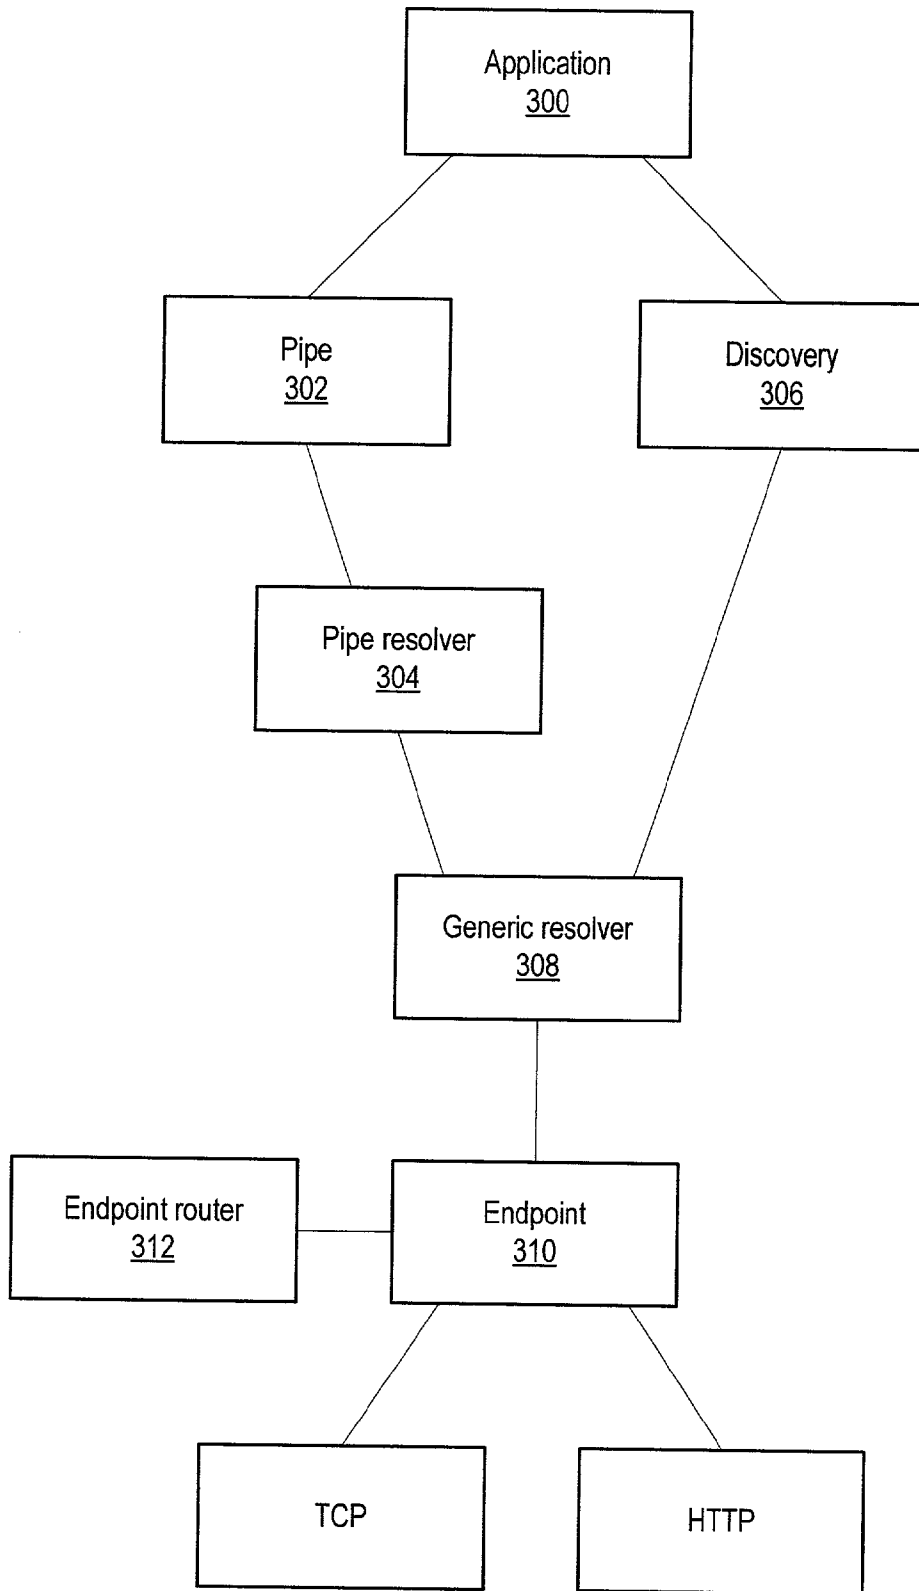 Application
300
Pipe
302
Discovery
306
Pipe resolver
304
Generic resolver
308
Endpoint router
312
Endpoint
310
TCP
HTTP